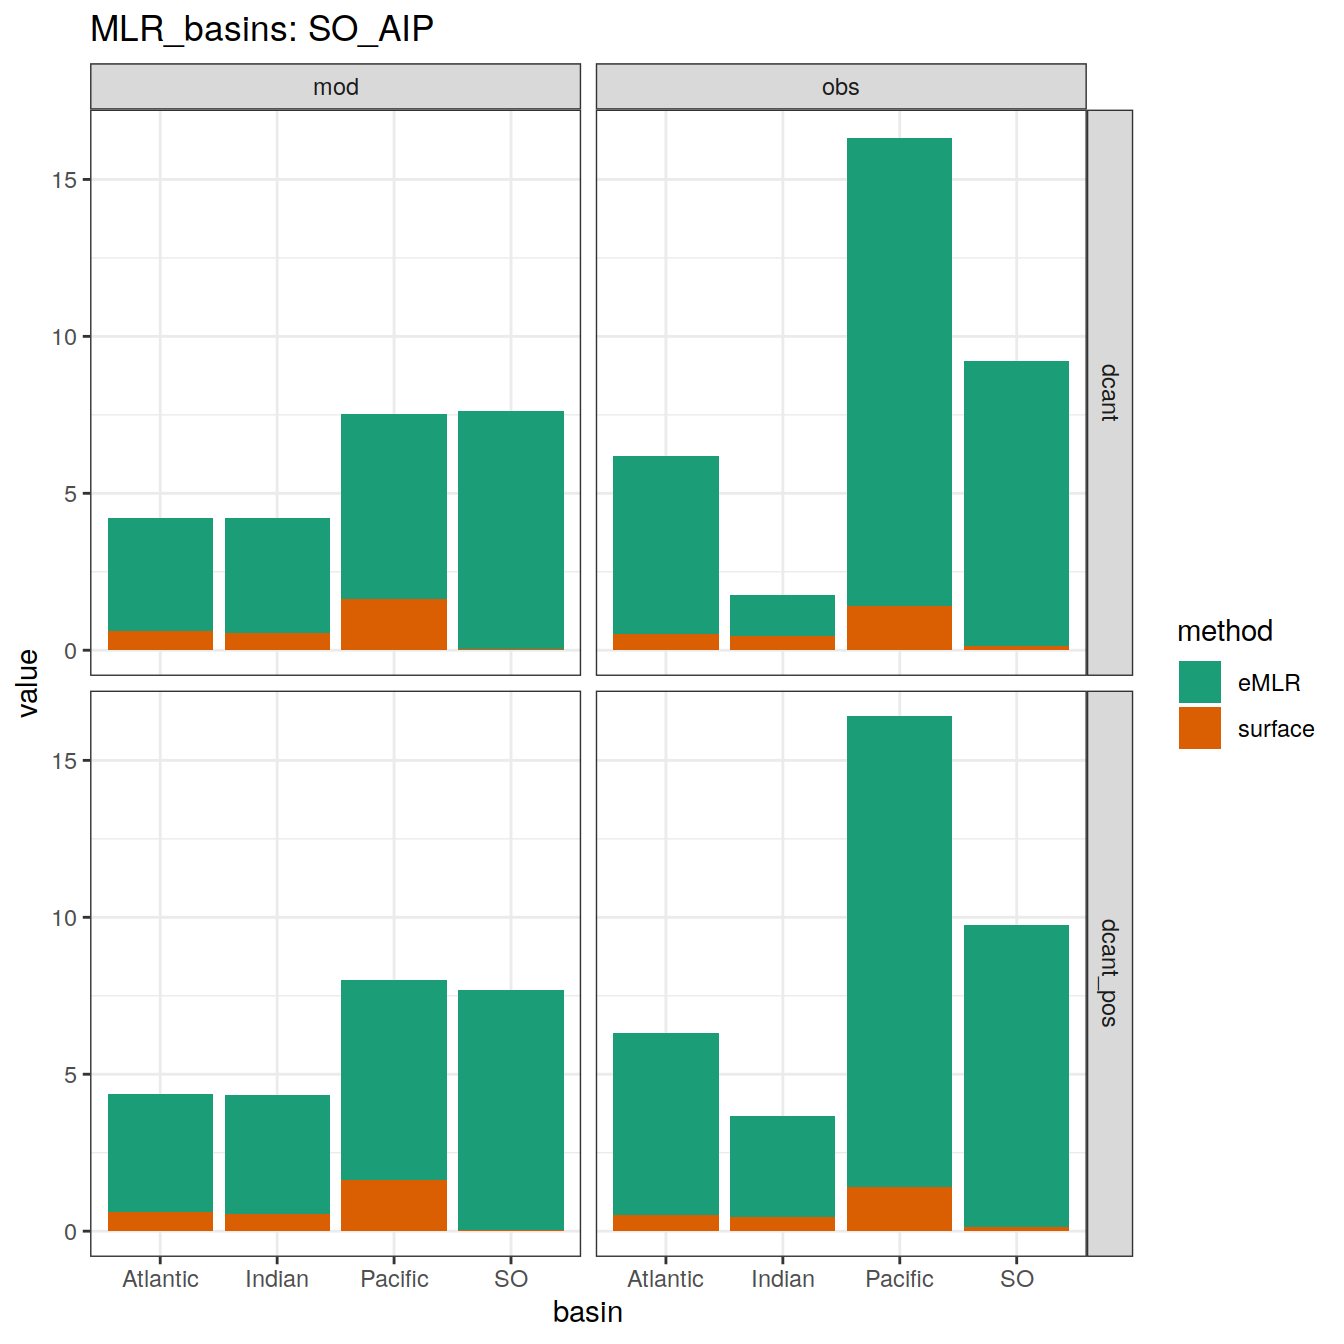 MLR_basins: SO_AIP
mod
obs
15
10
5
0
dcant
15
10
5
0
dcant_pos
value
Atlantic Indian Pacific SO
Atlantic Indian Pacific SO
basin
method
eMLR
surface